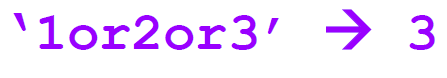 ‘1or2or3’ → 3